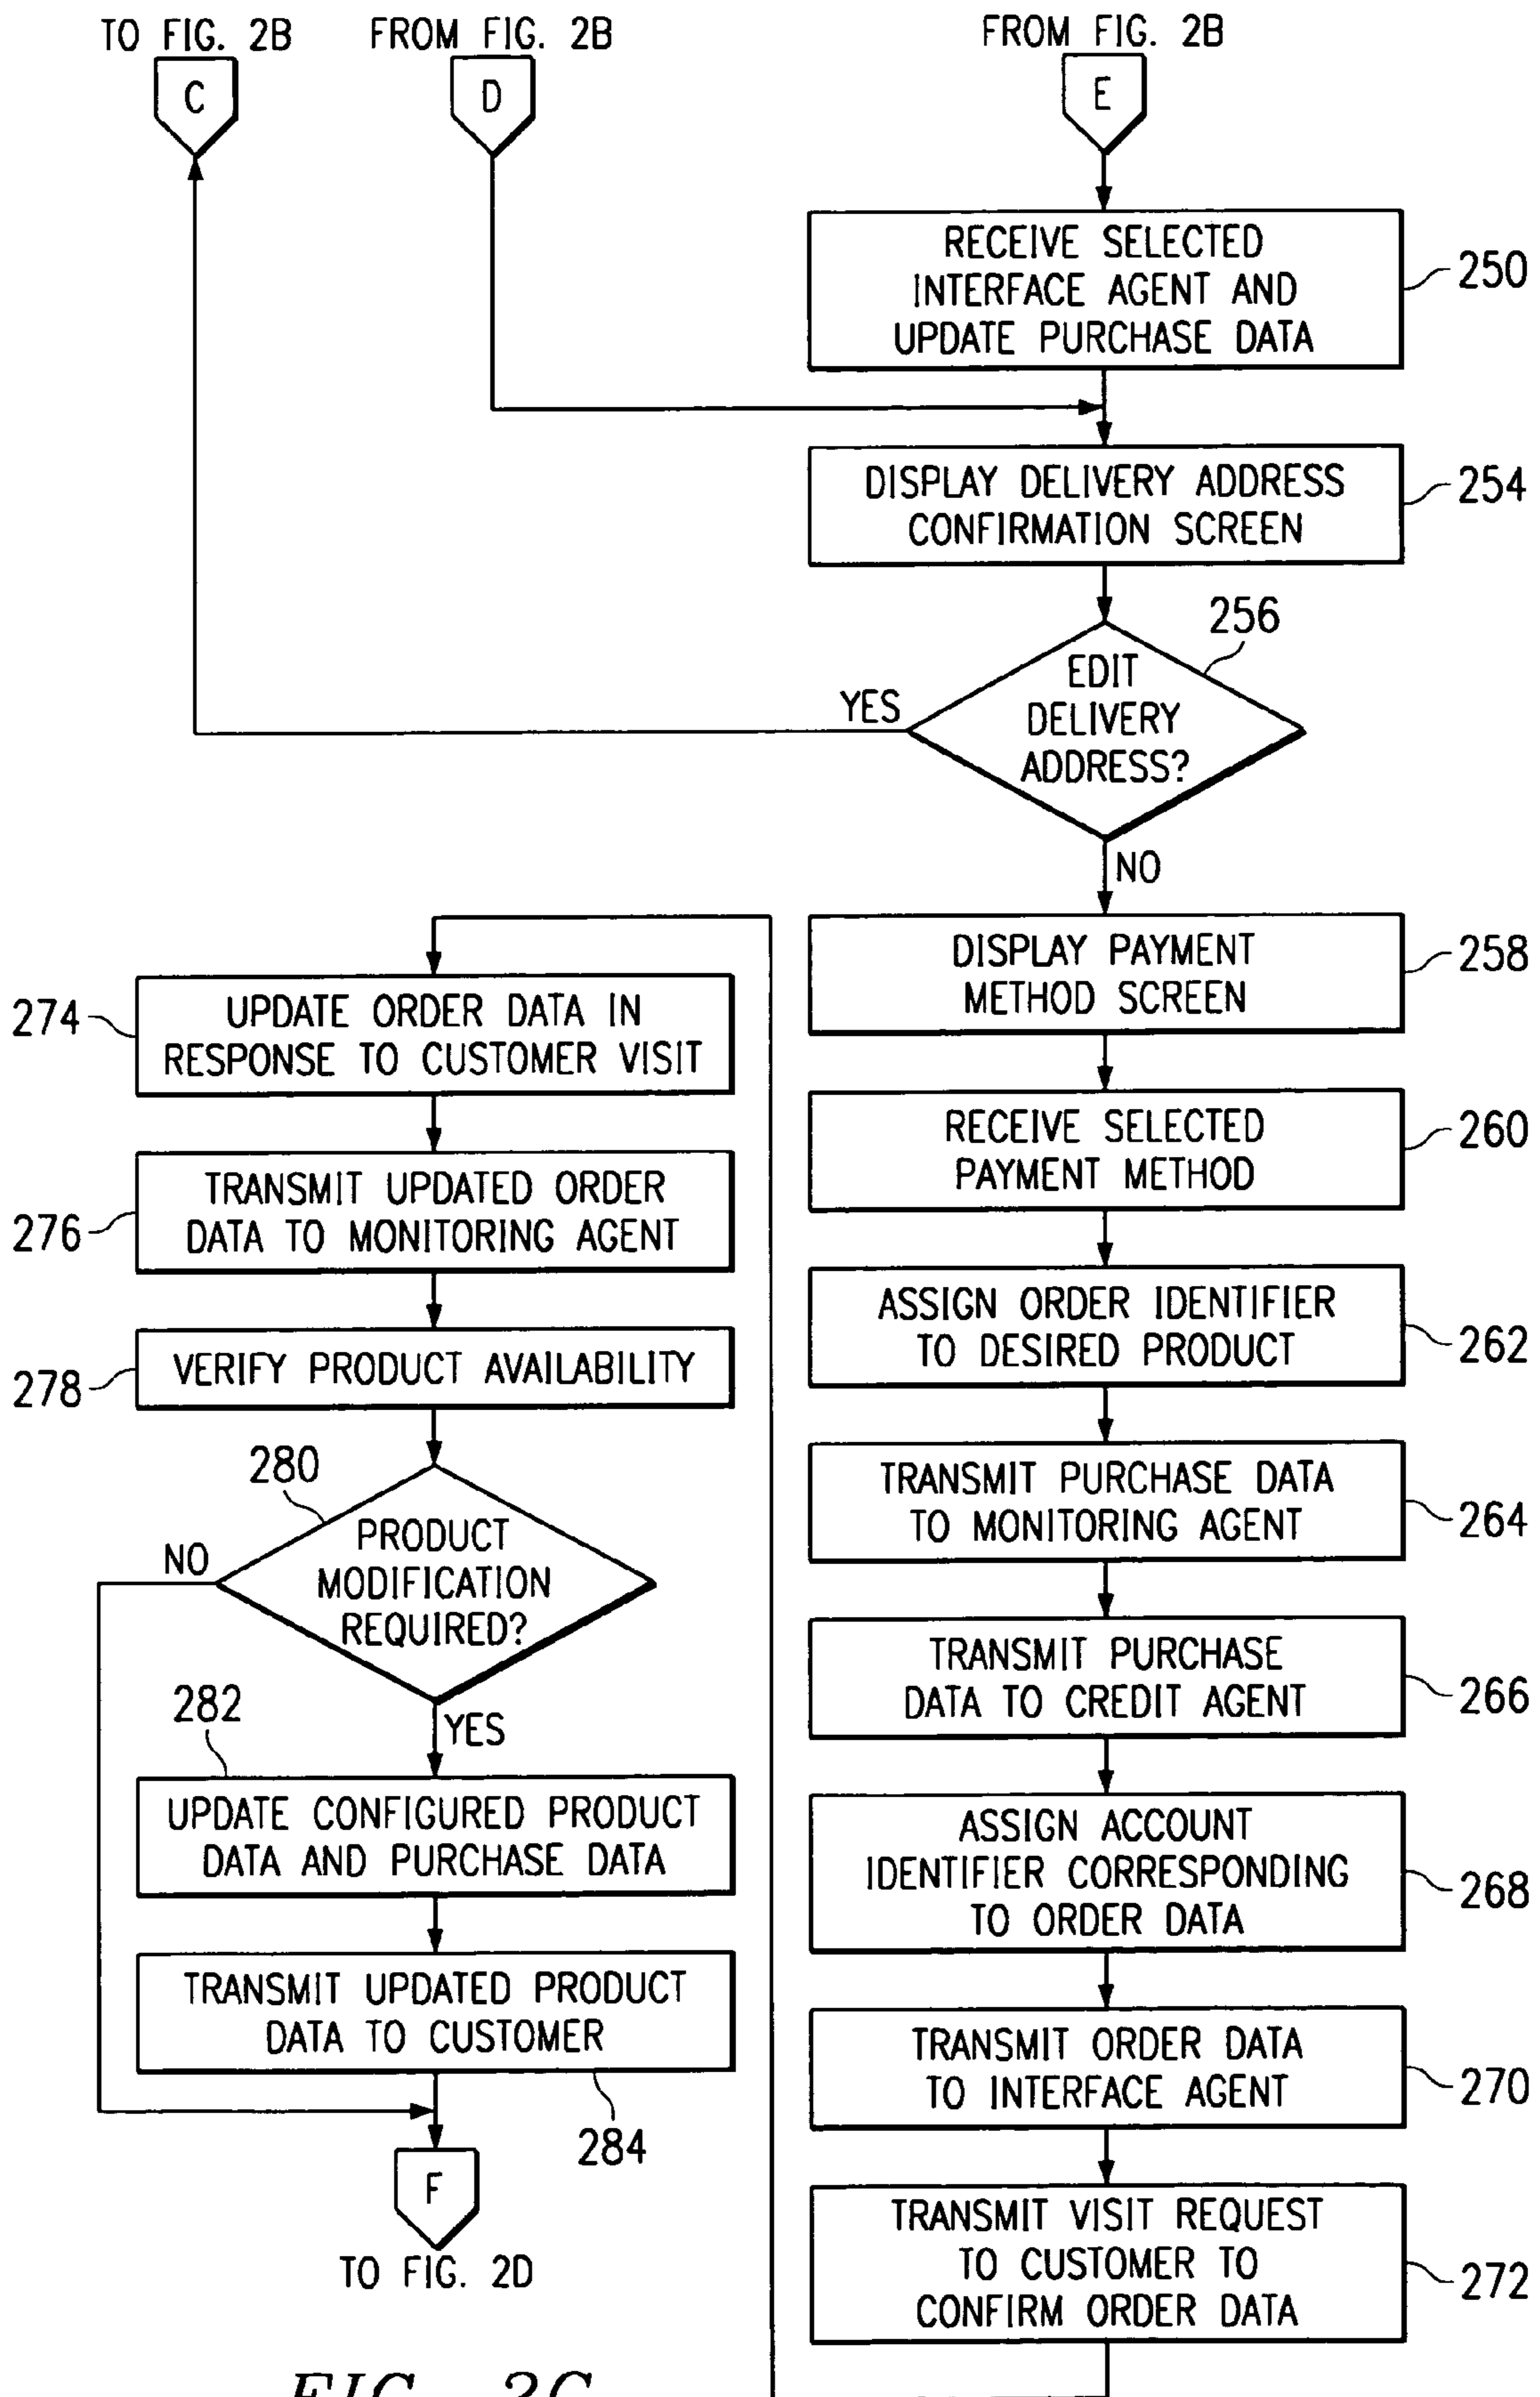 TO FIG. 2B
C
FROM FIG. 2B
D
FROM FIG. 2B
E
RECEIVE SELECTED
INTERFACE AGENT AND
UPDATE PURCHASE DATA
250
DISPLAY DELIVERY ADDRESS
CONFIRMATION SCREEN
254
256
EDIT
DELIVERY
ADDRESS?
YES
NO
DISPLAY PAYMENT
METHOD SCREEN
258
RECEIVE SELECTED
PAYMENT METHOD
260
ASSIGN ORDER IDENTIFIER
TO DESIRED PRODUCT
262
TRANSMIT PURCHASE DATA
TO MONITORING AGENT
264
TRANSMIT PURCHASE
DATA TO CREDIT AGENT
266
ASSIGN ACCOUNT
IDENTIFIER CORRESPONDING
TO ORDER DATA
268
TRANSMIT ORDER DATA
TO INTERFACE AGENT
270
TRANSMIT VISIT REQUEST
TO CUSTOMER TO
CONFIRM ORDER DATA
272
274
UPDATE ORDER DATA IN
RESPONSE TO CUSTOMER VISIT
276
TRANSMIT UPDATED ORDER
DATA TO MONITORING AGENT
278
VERIFY PRODUCT AVAILABILITY
280
PRODUCT
MODIFICATION
REQUIRED?
NO
YES
282
UPDATE CONFIGURED PRODUCT
DATA AND PURCHASE DATA
TRANSMIT UPDATED PRODUCT
DATA TO CUSTOMER
284
F
TO FIG. 2D